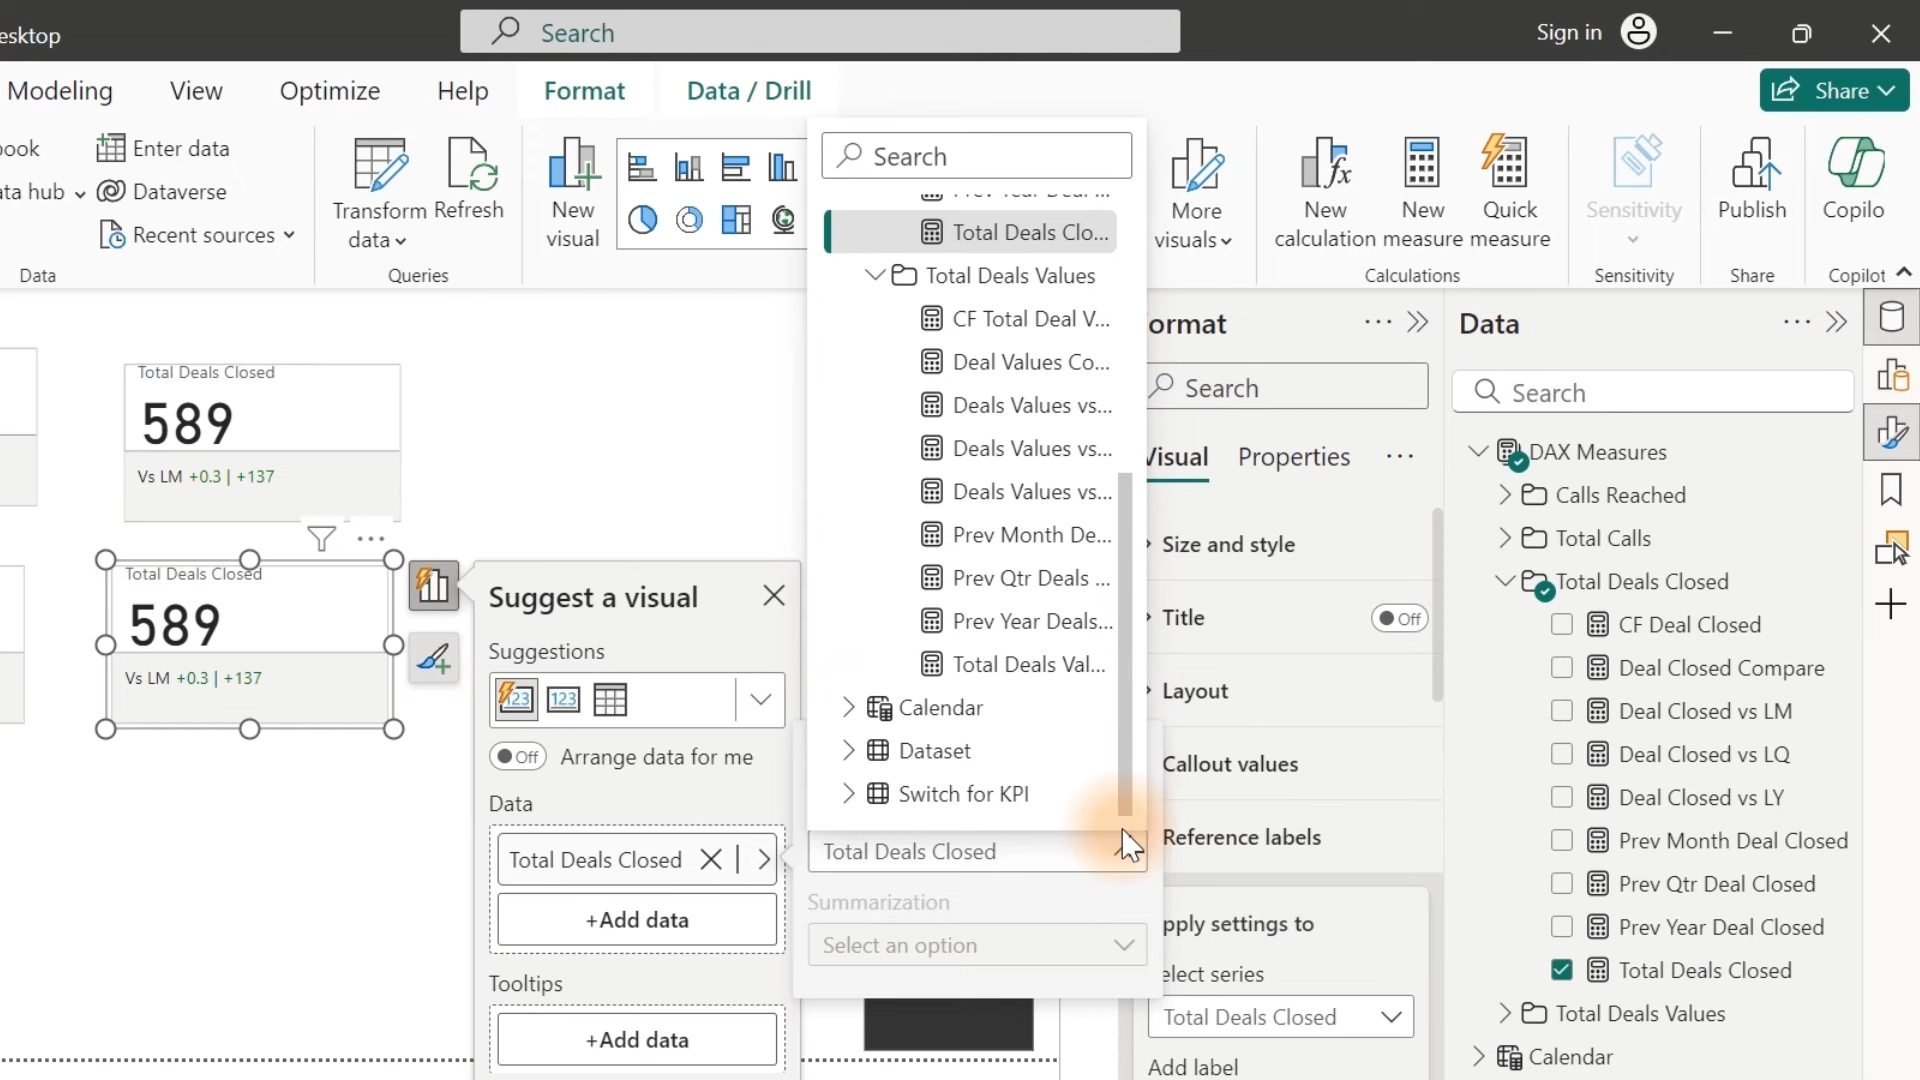 esktop
Search
Sign in
Modeling
View
Optimize
Help
Format
Data / Drill
Share
ook
Enter data
ata hub
Dataverse
Recent sources
Data
Transform
data
Refresh
Queries
New
visual
More
visuals
New
calculation
New
measure
Quick
measure
Calculations
Sensitivity
Sensitivity
Publish
Share
Copilo
Copilot
Search
Prev Year Deal ...
Total Deals Clo...
Total Deals Values
CF Total Deal V...
Deal Values Co...
Deals Values vs...
Deals Values vs...
Deals Values vs...
Prev Month De...
Prev Qtr Deals ...
Prev Year Deals...
Total Deals Val...
Calendar
Dataset
Switch for KPI
Total Deals Closed
Summarization
Select an option
Total Deals Closed
589
Vs LM +0.3 | +137
Total Deals Closed
589
Vs LM +0.3 | +137
Suggest a visual
Suggestions
123
123
Off
Arrange data for me
Data
Total Deals Closed
+Add data
Tooltips
+Add data
ormat
Search
Visual
Properties
Size and style
Title
Off
Layout
Callout values
Reference labels
pply settings to
elect series
Total Deals Closed
Add label
Data
Search
DAX Measures
Calls Reached
Total Calls
Total Deals Closed
CF Deal Closed
Deal Closed Compare
Deal Closed vs LM
Deal Closed vs LQ
Deal Closed vs LY
Prev Month Deal Closed
Prev Qtr Deal Closed
Prev Year Deal Closed
Total Deals Closed
Total Deals Values
Calendar